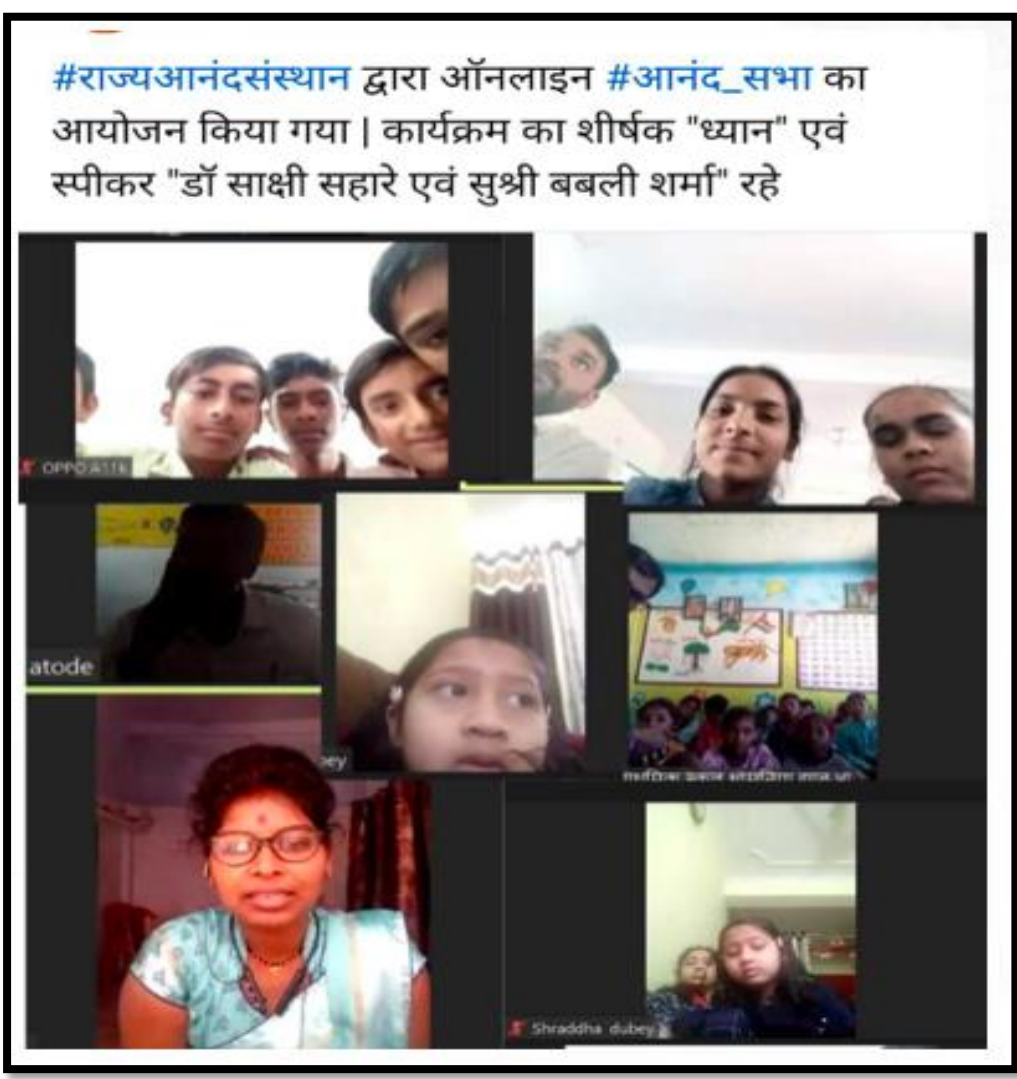 #राज्यआनंदसंस्थान द्वारा ऑनलाइन #आनंद_सभा का
आयोजन किया गया | कार्यक्रम का शीर्षक "ध्यान" एवं
स्पीकर "डॉ साक्षी सहारे एवं सुश्री बबली शर्मा" रहे
OPPO A11k
atode
bey
Shraddha dubey